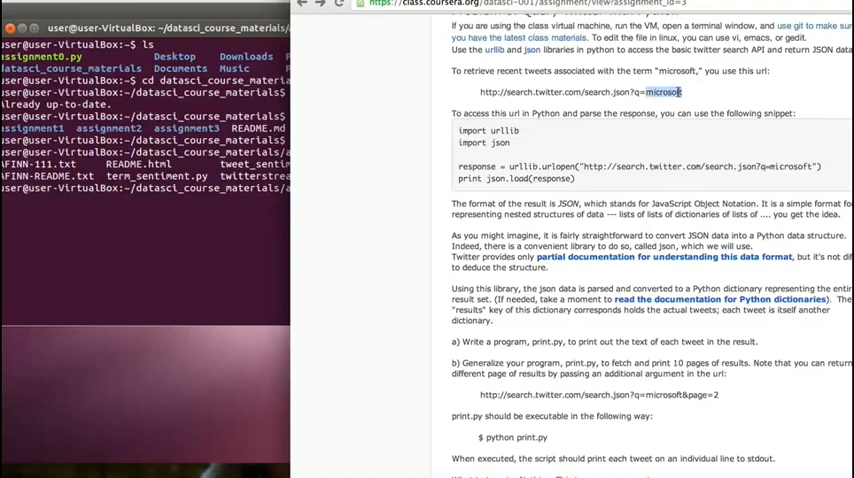 https://class.coursera.org/datasci-001/assignment/view?assignment_id=3
user@user-VirtualBox: ~/datasci_course_materials/
user@user-VirtualBox:~$ ls
assignment0.py Desktop Downloads
datasci_course_materials Documents Music
user@user-VirtualBox:~$ cd datasci_course_materia
user@user-VirtualBox:~/datasci_course_materials$
Already up-to-date.
user@user-VirtualBox:~/datasci_course_materials$
assignment1 assignment2 assignment3 README.md
user@user-VirtualBox:~/datasci_course_materials$
user@user-VirtualBox:~/datasci_course_materials/a
AFINN-111.txt README.html tweet_senti
AFINN-README.txt term_sentiment.py twitterstrea
user@user-VirtualBox:~/datasci_course_materials/a
If you are using the class virtual machine, run the VM, open a terminal window, and use git to make sur
you have the latest class materials. To edit the file in linux, you can use vi, emacs, or gedit.
Use the urllib and json libraries in python to access the basic twitter search API and return JSON data
To retrieve recent tweets associated with the term "microsoft," you use this url:
http://search.twitter.com/search.json?q=microsoft
To access this url in Python and parse the response, you can use the following snippet:
import urllib
import json
response = urllib.urlopen("http://search.twitter.com/search.json?q=microsoft")
print json.load(response)
The format of the result is JSON, which stands for JavaScript Object Notation. It is a simple format fo
representing nested structures of data --- lists of lists of dictionaries of lists of .... you get the idea.
As you might imagine, it is fairly straightforward to convert JSON data into a Python data structure.
Indeed, there is a convenient library to do so, called json, which we will use.
Twitter provides only partial documentation for understanding this data format, but it's not dif
to deduce the structure.
Using this library, the json data is parsed and converted to a Python dictionary representing the entir
result set. (If needed, take a moment to read the documentation for Python dictionaries). The
"results" key of this dictionary corresponds holds the actual tweets; each tweet is itself another
dictionary.
a) Write a program, print.py, to print out the text of each tweet in the result.
b) Generalize your program, print.py, to fetch and print 10 pages of results. Note that you can return
different page of results by passing an additional argument in the url:
http://search.twitter.com/search.json?q=microsoft&page=2
print.py should be executable in the following way:
$ python print.py
When executed, the script should print each tweet on an individual line to stdout.